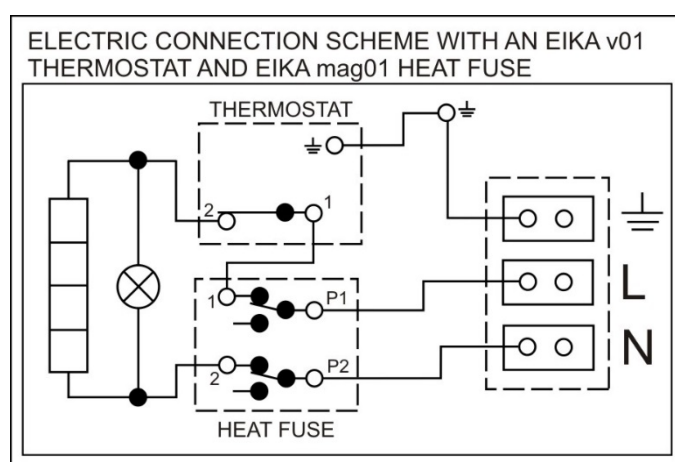 ELECTRIC CONNECTION SCHEME WITH AN EIKA v01
THERMOSTAT AND EIKA mag01 HEAT FUSE
THERMOSTAT
2
1
1
P1
L
2
P2
N
HEAT FUSE